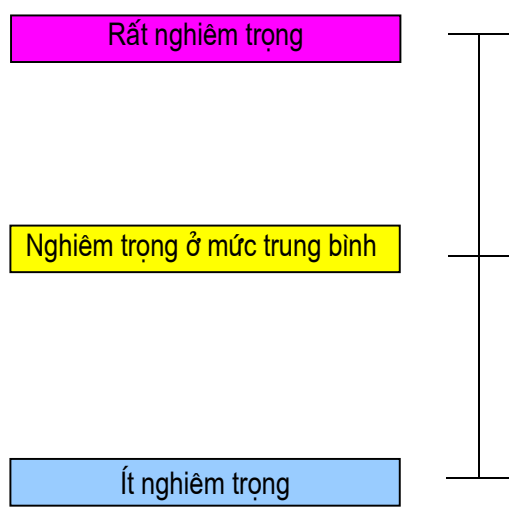 Rất nghiêm trọng
Nghiêm trọng ở mức trung bình
Ít nghiêm trọng